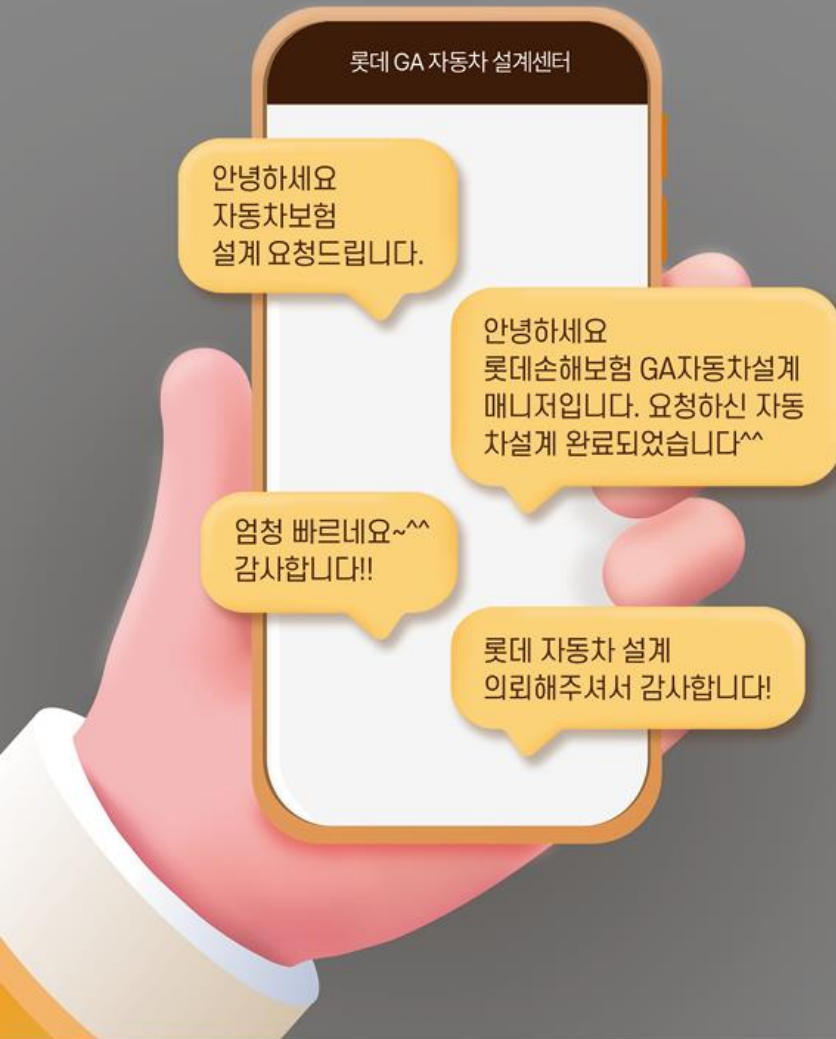 롯데 GA 자동차 설계센터
안녕하세요
자동차보험
설계 요청드립니다.
안녕하세요
롯데손해보험 GA자동차설계
매니저입니다. 요청하신 자동
차설계 완료되었습니다^^
엄청 빠르네요~^^
감사합니다!!
롯데 자동차 설계
의뢰해주셔서 감사합니다!